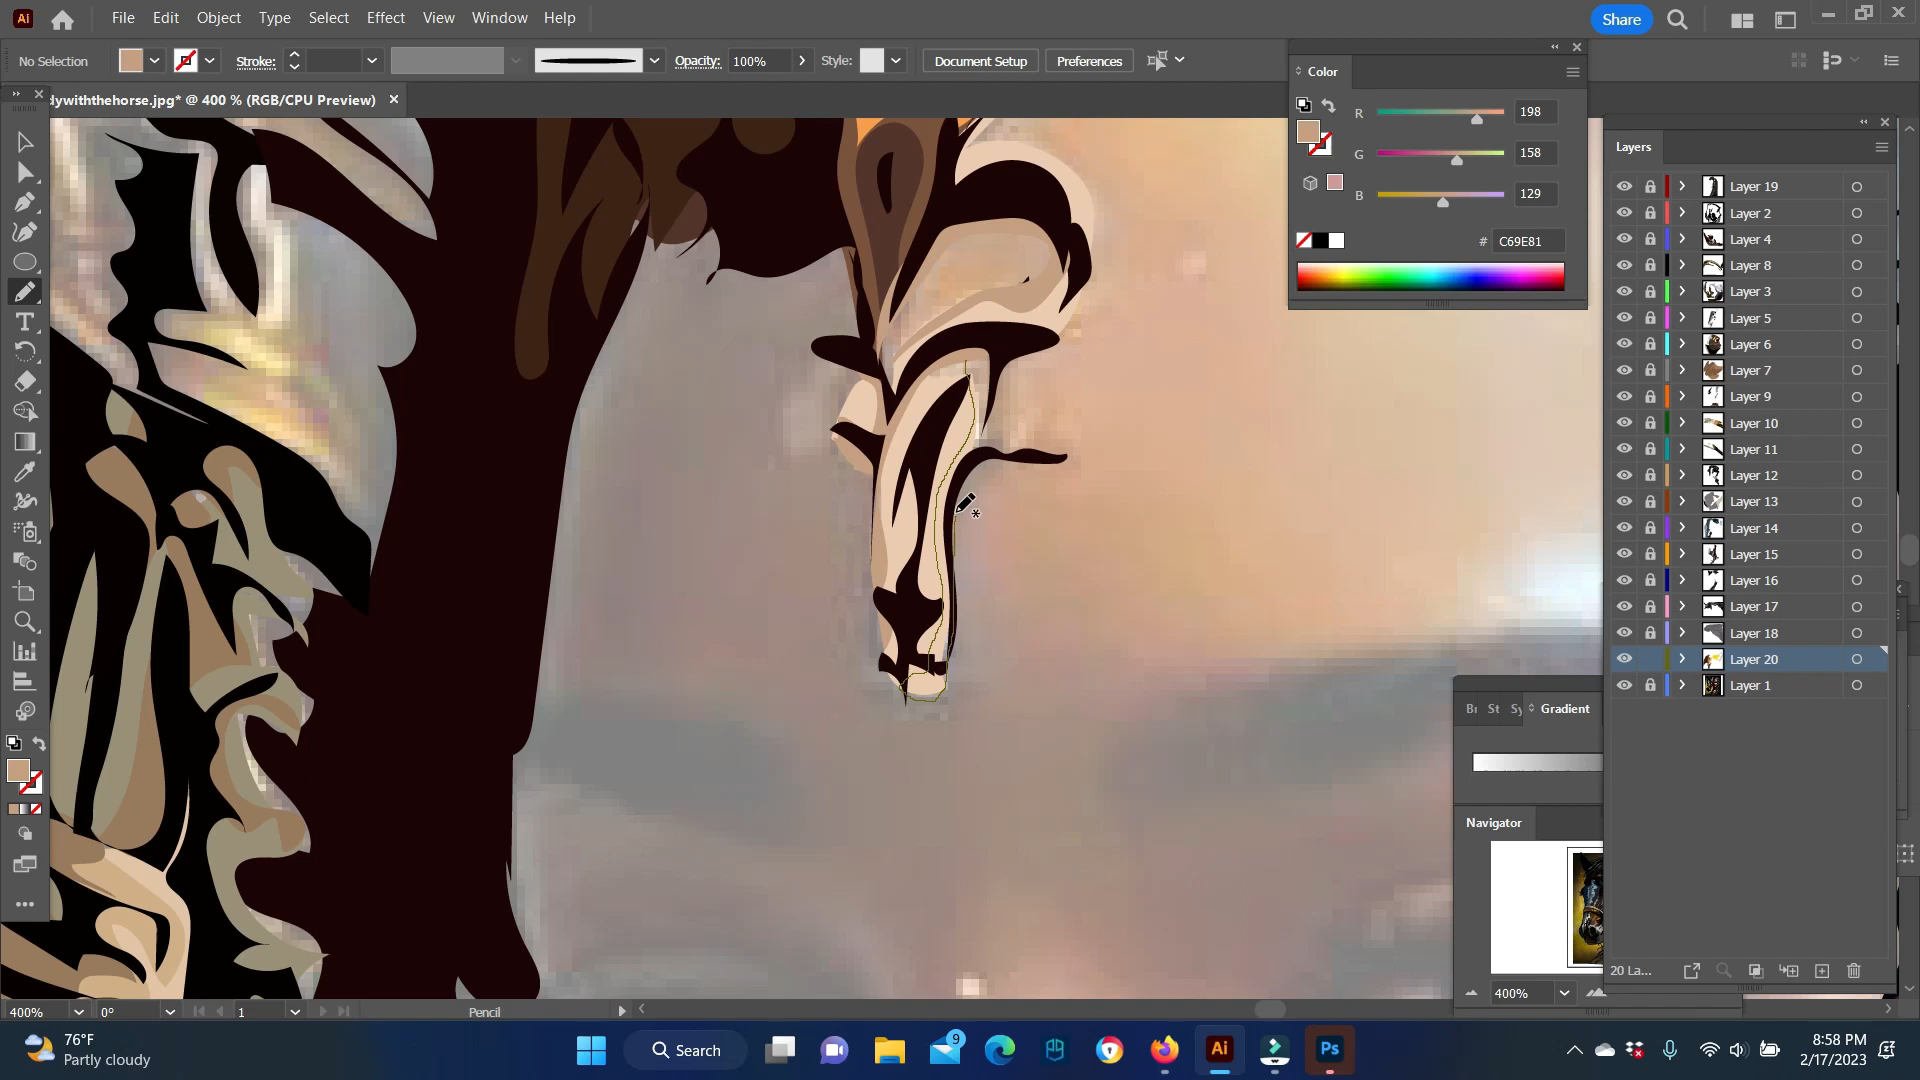 Ai File Edit Object Type Select Effect View Window Help Share
No Selection Stroke: Opacity: 100% Style: Document Setup Preferences
dywiththehorse.jpg* @ 400 % (RGB/CPU Preview)
Color
R 198
G 158
B 129
# C69E81
Layers
Layer 19
Layer 2
Layer 4
Layer 8
Layer 3
Layer 5
Layer 6
Layer 7
Layer 9
Layer 10
Layer 11
Layer 12
Layer 13
Layer 14
Layer 15
Layer 16
Layer 17
Layer 18
Layer 20
Layer 1
Br St Sy Gradient
Navigator
400%
20 La...
400% 0° 1 Pencil
76°F
Partly cloudy
Search
9
Ai
Ps
8:58 PM
2/17/2023